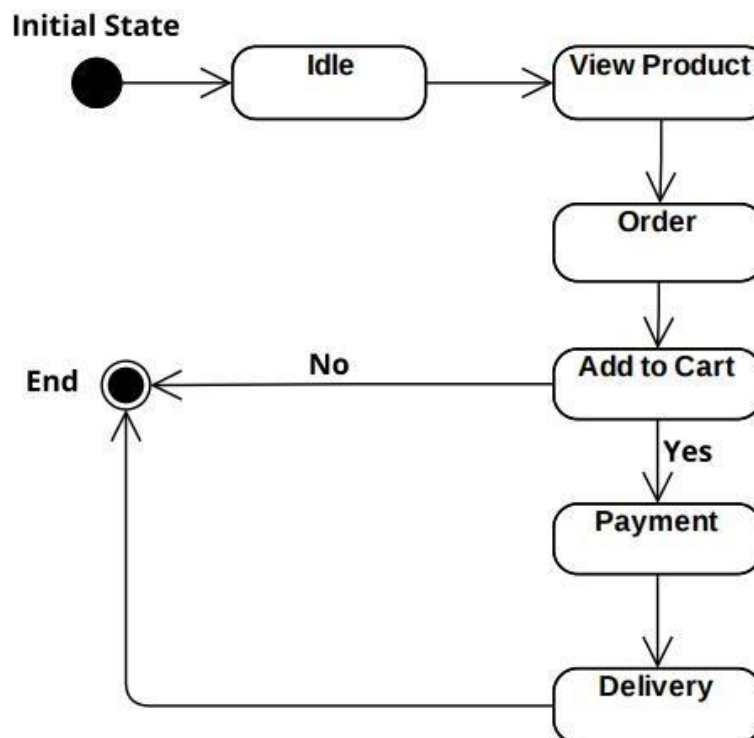 Initial State
Idle
View Product
Order
Add to Cart
No
End
Yes
Payment
Delivery